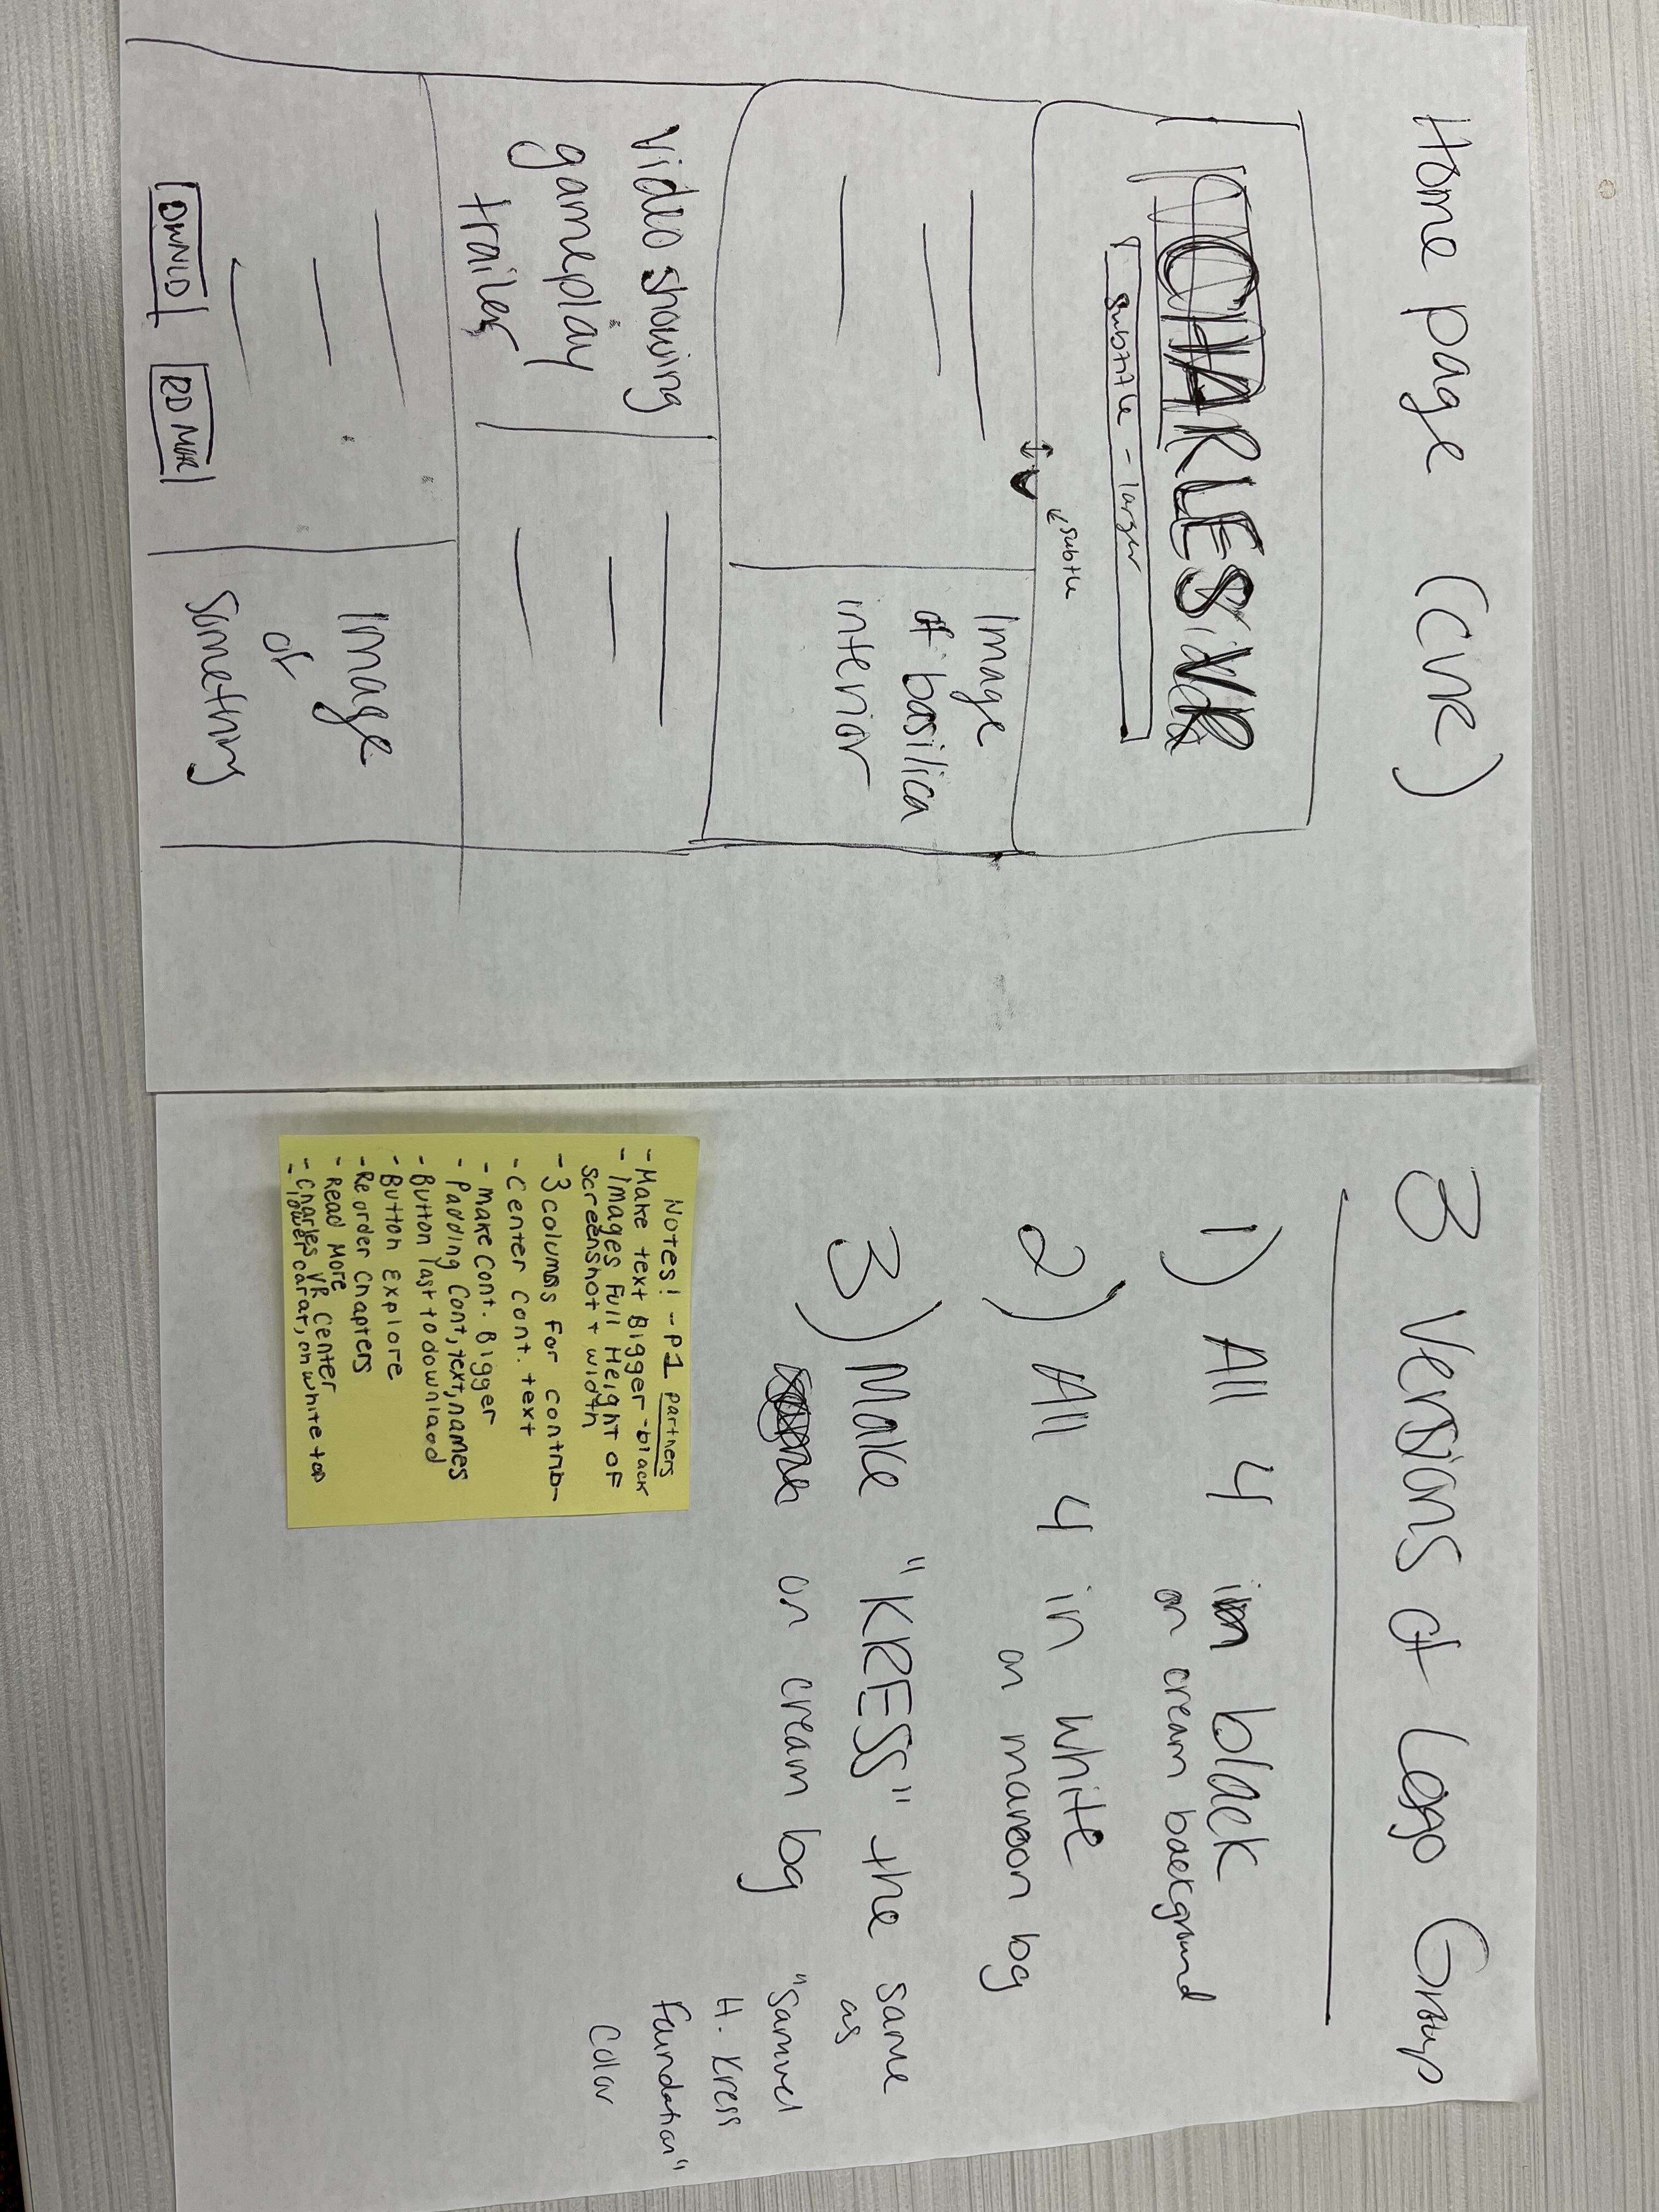 Home page (CVR)
CHARLES VR
subtitle - larger
subtle
Image
of basilica
interior
Video showing
gameplay
trailer
Image
of
Something
DWNLD
RD MOR
3 Versions of Logo Group
1) All 4 in black
on cream background
2) All 4 in white
on maroon bg
3) Make "KRESS" the same
as
on cream bg
"Samuel
H. Kress
Foundation"
Color
Notes! - P1 Partners
- Make text Bigger - black
- Images Full Height OF
screenshot + width
- 3 columns For contrib-
- Center Cont. text
- Make Cont. Bigger
- Padding Cont, text, names
- Button last to downlaod
- Button Explore
- Reorder Chapters
- Read More
- Charles VR Center
- lower carat, on white top